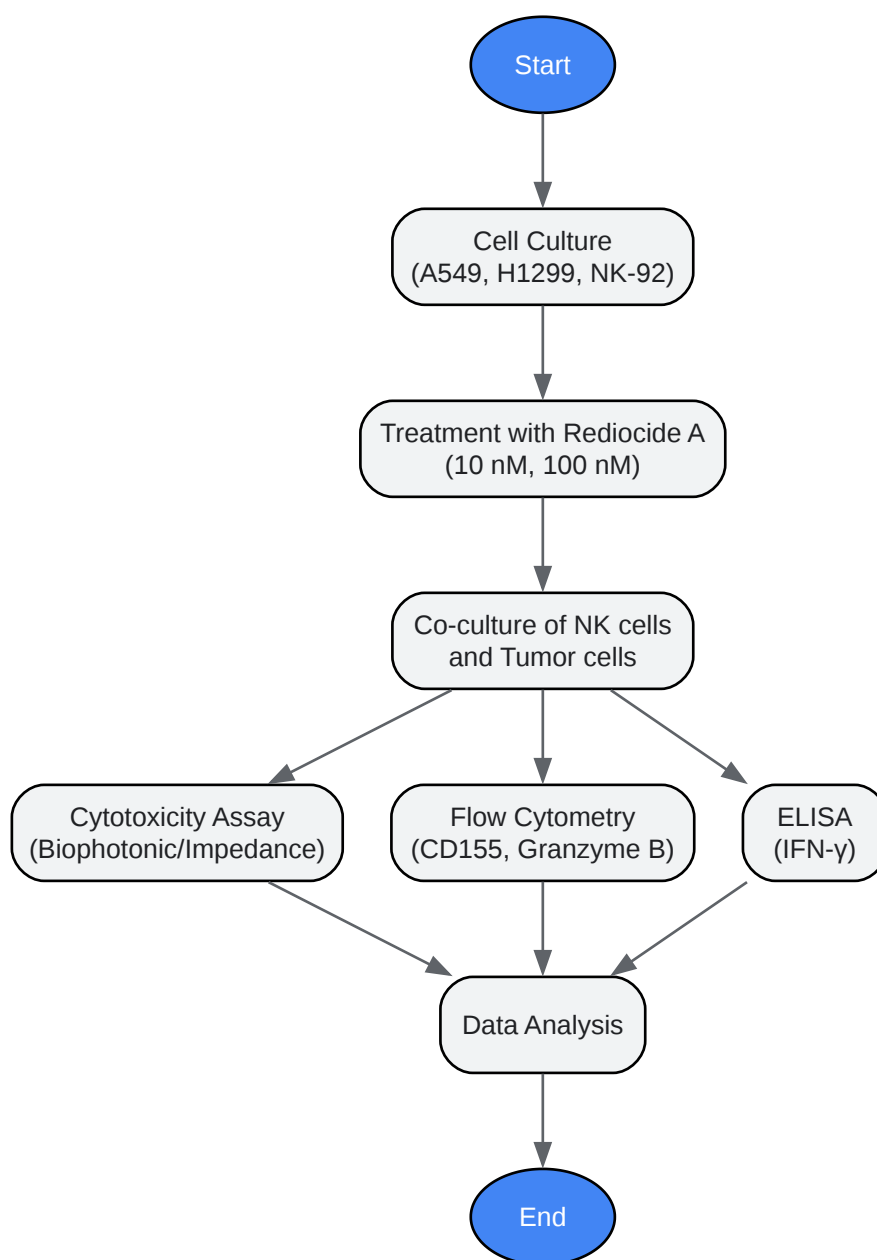 Start
Cell Culture
(A549, H1299, NK-92)
Treatment with Rediocide A
(10 nM, 100 nM)
Co-culture of NK cells
and Tumor cells
Cytotoxicity Assay
(Biophotonic/Impedance)
Flow Cytometry
(CD155, Granzyme B)
ELISA
(IFN-γ)
Data Analysis
End